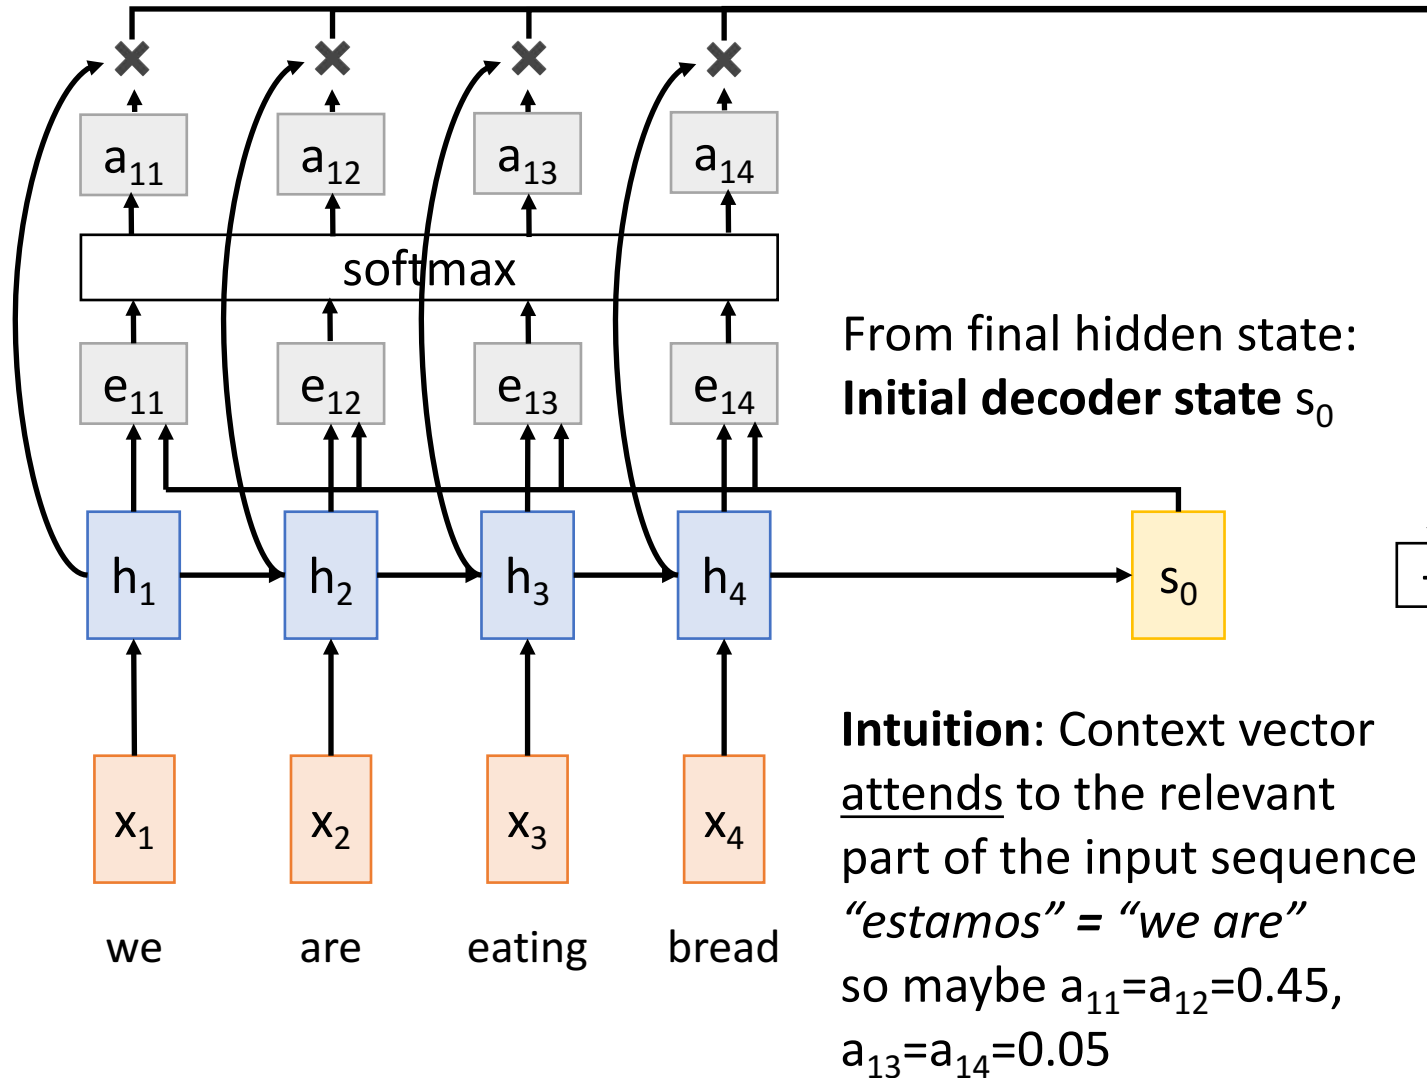 a₁₁ a₁₂ a₁₃ a₁₄
softmax
e₁₁ e₁₂ e₁₃ e₁₄
From final hidden state:
Initial decoder state s₀
h₁ h₂ h₃ h₄ s₀
x₁ x₂ x₃ x₄
we are eating bread
Intuition: Context vector
attends to the relevant
part of the input sequence
“estamos” = “we are”
so maybe a₁₁=a₁₂=0.45,
a₁₃=a₁₄=0.05